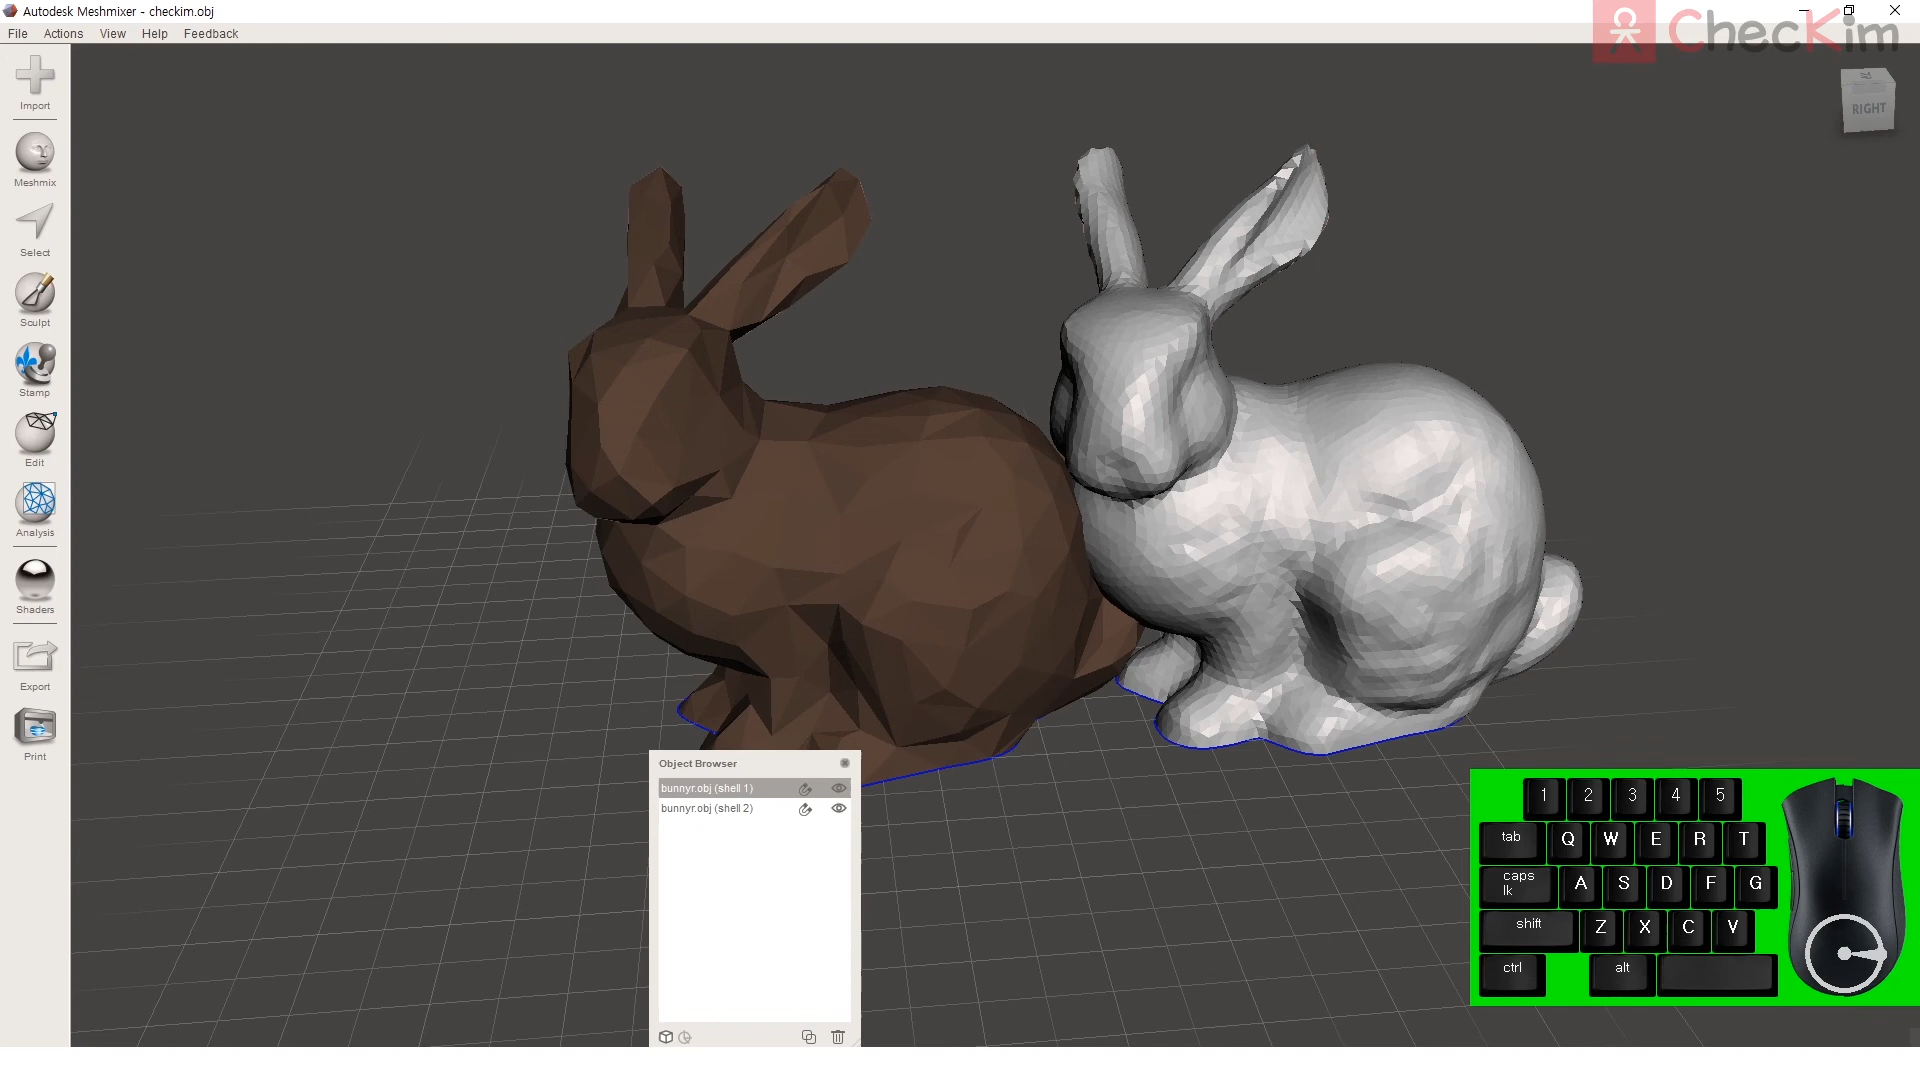 Autodesk Meshmixer - checkim.obj
File Actions View Help Feedback
ChecKim
Import
Meshmix
Select
Sculpt
Stamp
Edit
Analysis
Shaders
Export
Print
RIGHT
Object Browser
bunnyr.obj (shell 1)
bunnyr.obj (shell 2)
1 2 3 4 5
tab Q W E R T
caps
lk A S D F G
shift Z X C V
ctrl alt